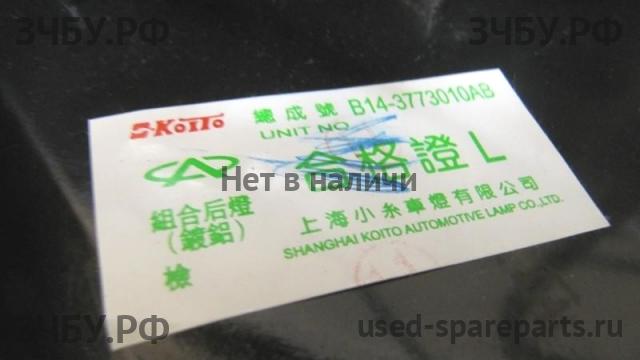 ЗЧБУ.РФ
ЗЧБУ.РФ
S-KOITO
總成號 B14-3773010AB
UNIT NO
合格證 L
Нет в наличи
組合后燈
(鍍鋁)
上海小糸車燈有限公司
SHANGHAI KOITO AUTOMOTIVE LAMP CO.,LTD.
檢
ЗЧБУ.РФ
used-spareparts.ru